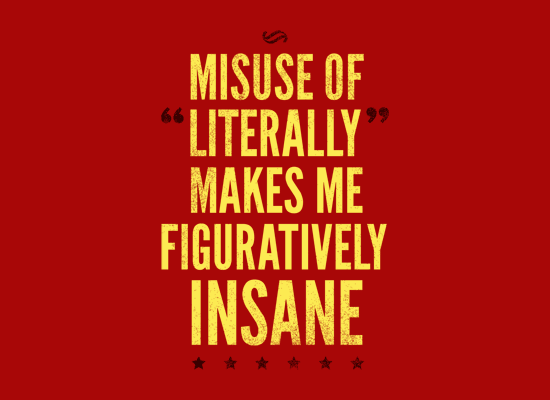 MISUSE OF
“LITERALLY”
MAKES ME
FIGURATIVELY
INSANE